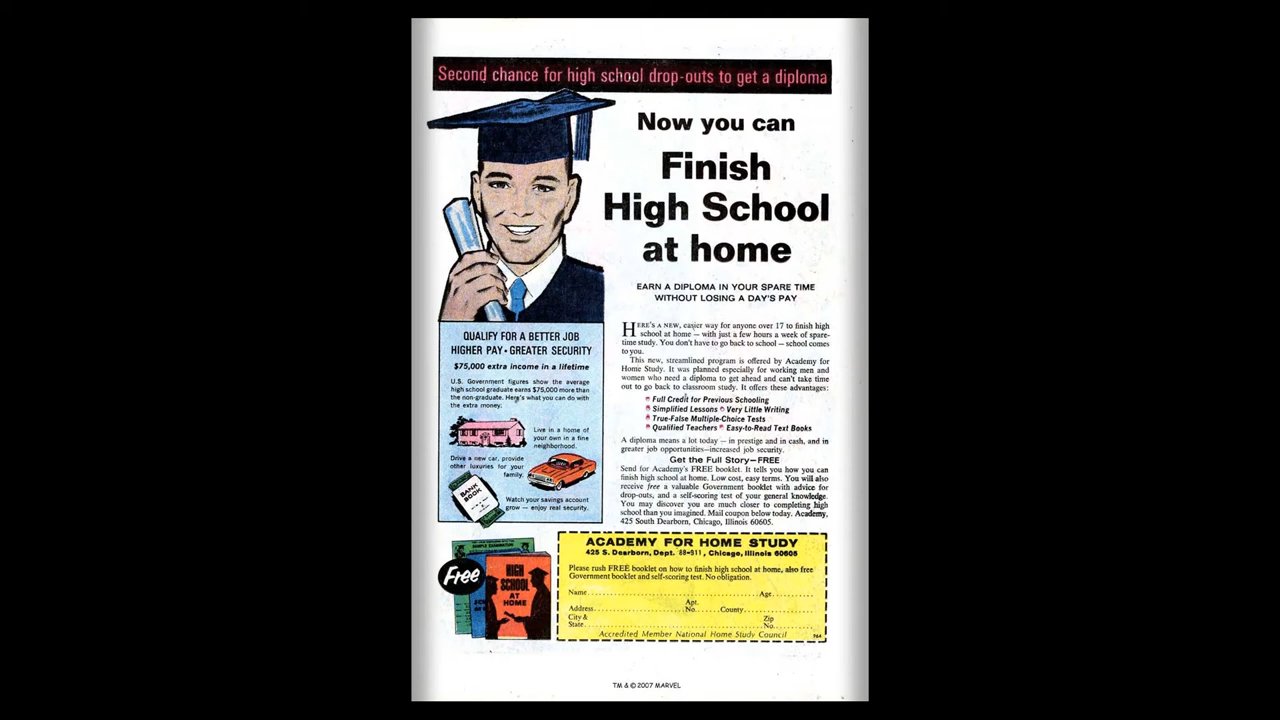 Second chance for high school drop-outs to get a diploma
Now you can
Finish
High School
at home
EARN A DIPLOMA IN YOUR SPARE TIME
WITHOUT LOSING A DAY'S PAY
QUALIFY FOR A BETTER JOB
HIGHER PAY • GREATER SECURITY
$75,000 extra income in a lifetime
U.S. Government figures show the average
high school graduate earns $75,000 more than
the non-graduate. Here's what you can do with
the extra money.
Live in a home of
your own in a fine
neighborhood.
Drive a new car, provide
other luxuries for your
family.
BANK
BOOK
Watch your savings account
grow — enjoy real security.
HERE'S A NEW, easier way for anyone over 17 to finish high
school at home — with just a few hours a week of spare-
time study. You don't have to go back to school — school comes
to you.
This new, streamlined program is offered by Academy for
Home Study. It was planned especially for working men and
women who need a diploma to get ahead and can't take time
out to go back to classroom study. It offers these advantages:
Full Credit for Previous Schooling
Simplified Lessons Very Little Writing
True-False Multiple-Choice Tests
Qualified Teachers Easy-to-Read Text Books
A diploma means a lot today — in prestige and in cash, and in
greater job opportunities—increased job security.
Get the Full Story—FREE
Send for Academy's FREE booklet. It tells you how you can
finish high school at home. Low cost, easy terms. You will also
receive free a valuable Government booklet with advice for
drop-outs, and a self-scoring test of your general knowledge.
You may discover you are much closer to completing high
school than you imagined. Mail coupon below today. Academy,
425 South Dearborn, Chicago, Illinois 60605.
Free
SAMPLE EXAMINATION
HIGH
SCHOOL
AT
HOME
ACADEMY FOR HOME STUDY
425 S. Dearborn, Dept. 88-911, Chicago, Illinois 60605
Please rush FREE booklet on how to finish high school at home, also free
Government booklet and self-scoring test. No obligation.
Name Age
Address Apt. No. County
City & State Zip No.
Accredited Member National Home Study Council
TM & © 2007 MARVEL